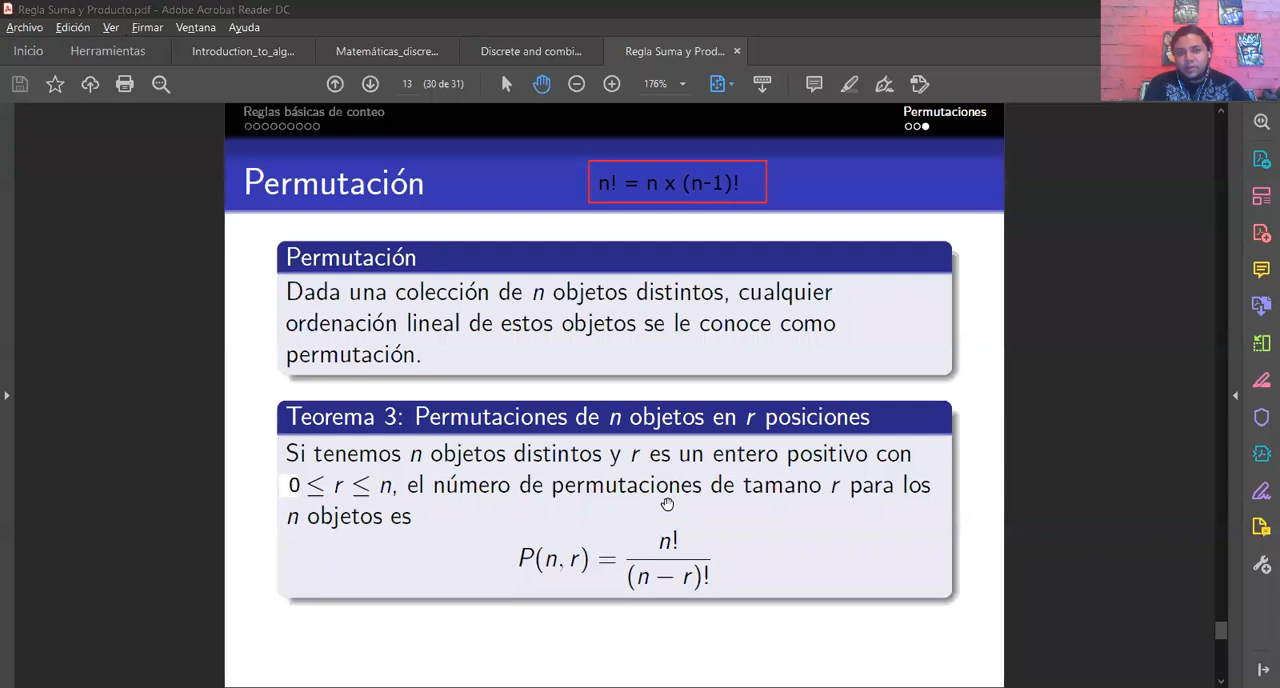 Regla Suma y Producto.pdf - Adobe Acrobat Reader DC
Archivo Edición Ver Firmar Ventana Ayuda
Inicio Herramientas Introduction_to_alg... Matemáticas_discre... Discrete and combi... Regla Suma y Prod... ×
13 (30 de 31) 176%
Reglas básicas de conteo Permutaciones
Permutación n! = n x (n-1)!
Permutación
Dada una colección de n objetos distintos, cualquier
ordenación lineal de estos objetos se le conoce como
permutación.
Teorema 3: Permutaciones de n objetos en r posiciones
Si tenemos n objetos distintos y r es un entero positivo con
0 ≤ r ≤ n, el número de permutaciones de tamano r para los
n objetos es
P(n, r) = n! / (n − r)!